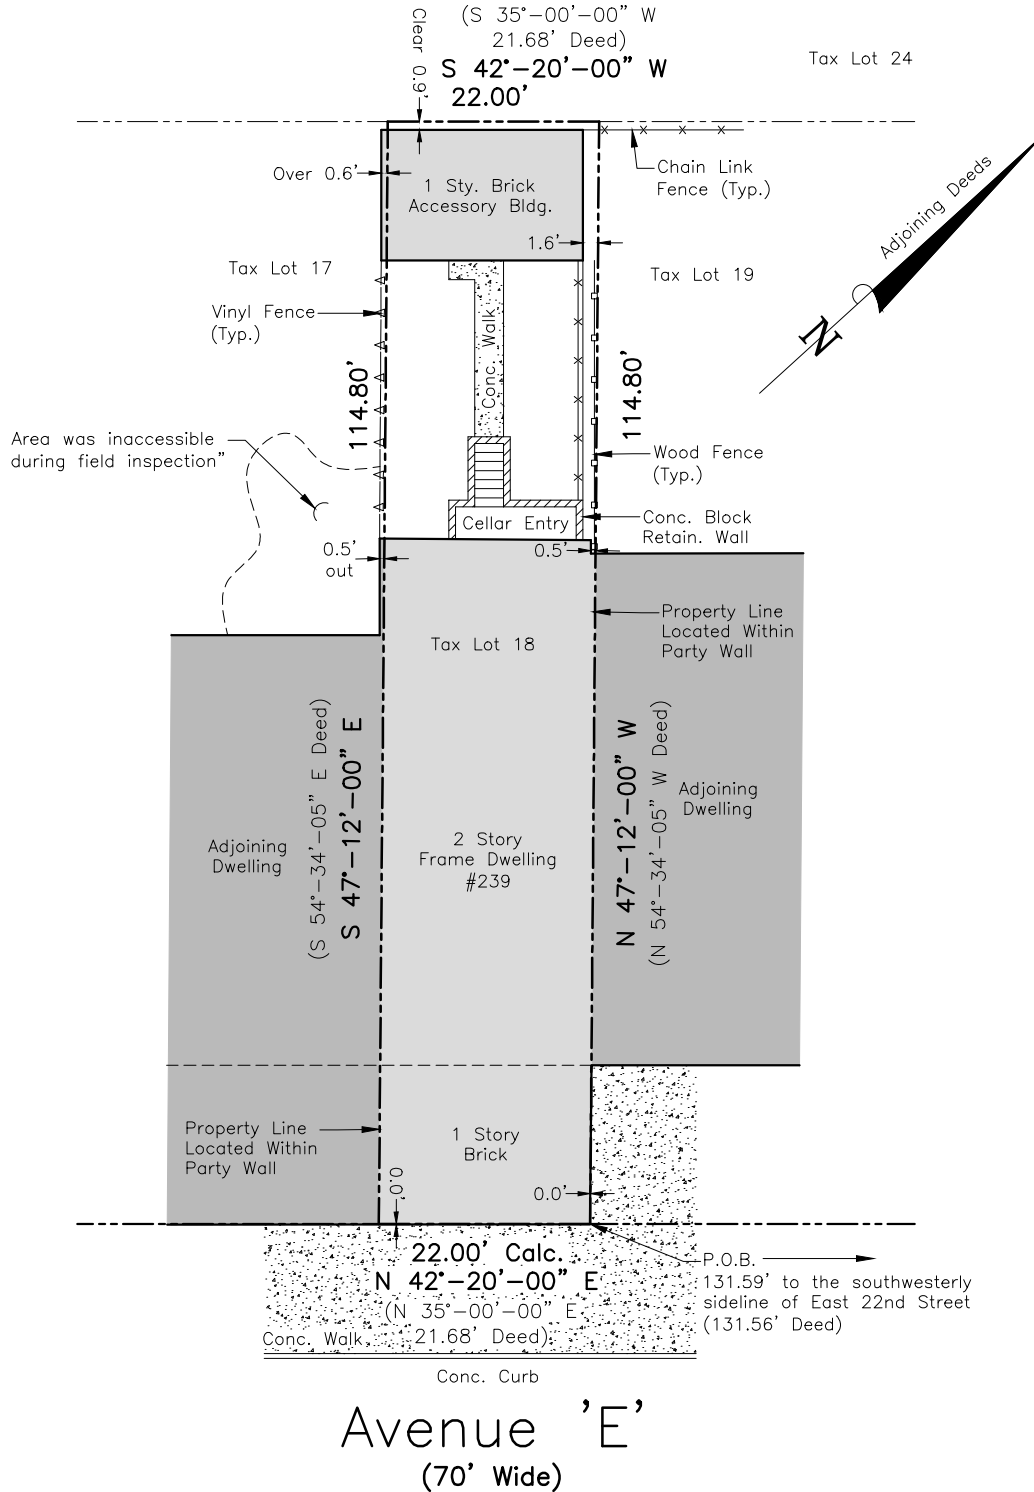 (S 35°-00'-00" W
21.68' Deed)
S 42°-20'-00" W
22.00'
Clear 0.9'
Tax Lot 24
Chain Link
Fence (Typ.)
Over 0.6'
1 Sty. Brick
Accessory Bldg.
1.6'
Adjoining Deeds
N
Tax Lot 17
Tax Lot 19
Vinyl Fence
(Typ.)
Conc. Walk
114.80'
114.80'
Area was inaccessible
during field inspection"
Wood Fence
(Typ.)
Cellar Entry
Conc. Block
Retain. Wall
0.5'
out
0.5'
Property Line
Located Within
Party Wall
Tax Lot 18
(S 54°-34'-05" E Deed)
S 47°-12'-00" E
N 47°-12'-00" W
(N 54°-34'-05" W Deed)
Adjoining
Dwelling
Adjoining
Dwelling
2 Story
Frame Dwelling
#239
Property Line
Located Within
Party Wall
1 Story
Brick
0.0'
0.0'
22.00' Calc.
N 42°-20'-00" E
(N 35°-00'-00" E
21.68' Deed)
P.O.B.
131.59' to the southwesterly
sideline of East 22nd Street
(131.56' Deed)
Conc. Walk
Conc. Curb
Avenue 'E'
(70' Wide)